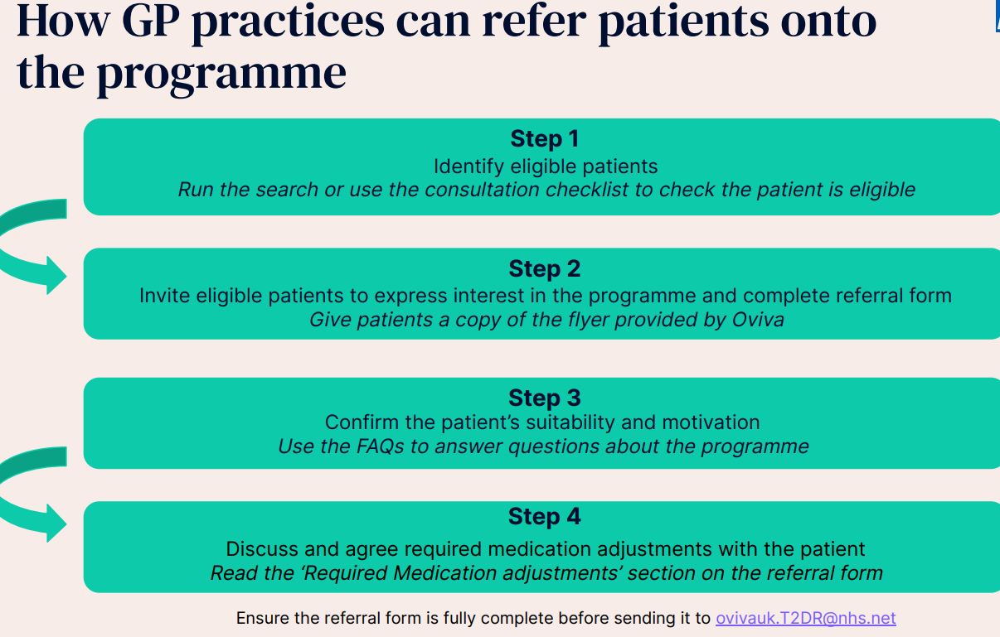 How GP practices can refer patients onto
the programme
Step 1
Identify eligible patients
Run the search or use the consultation checklist to check the patient is eligible
Step 2
Invite eligible patients to express interest in the programme and complete referral form
Give patients a copy of the flyer provided by Oviva
Step 3
Confirm the patient’s suitability and motivation
Use the FAQs to answer questions about the programme
Step 4
Discuss and agree required medication adjustments with the patient
Read the ‘Required Medication adjustments’ section on the referral form
Ensure the referral form is fully complete before sending it to ovivauk.T2DR@nhs.net